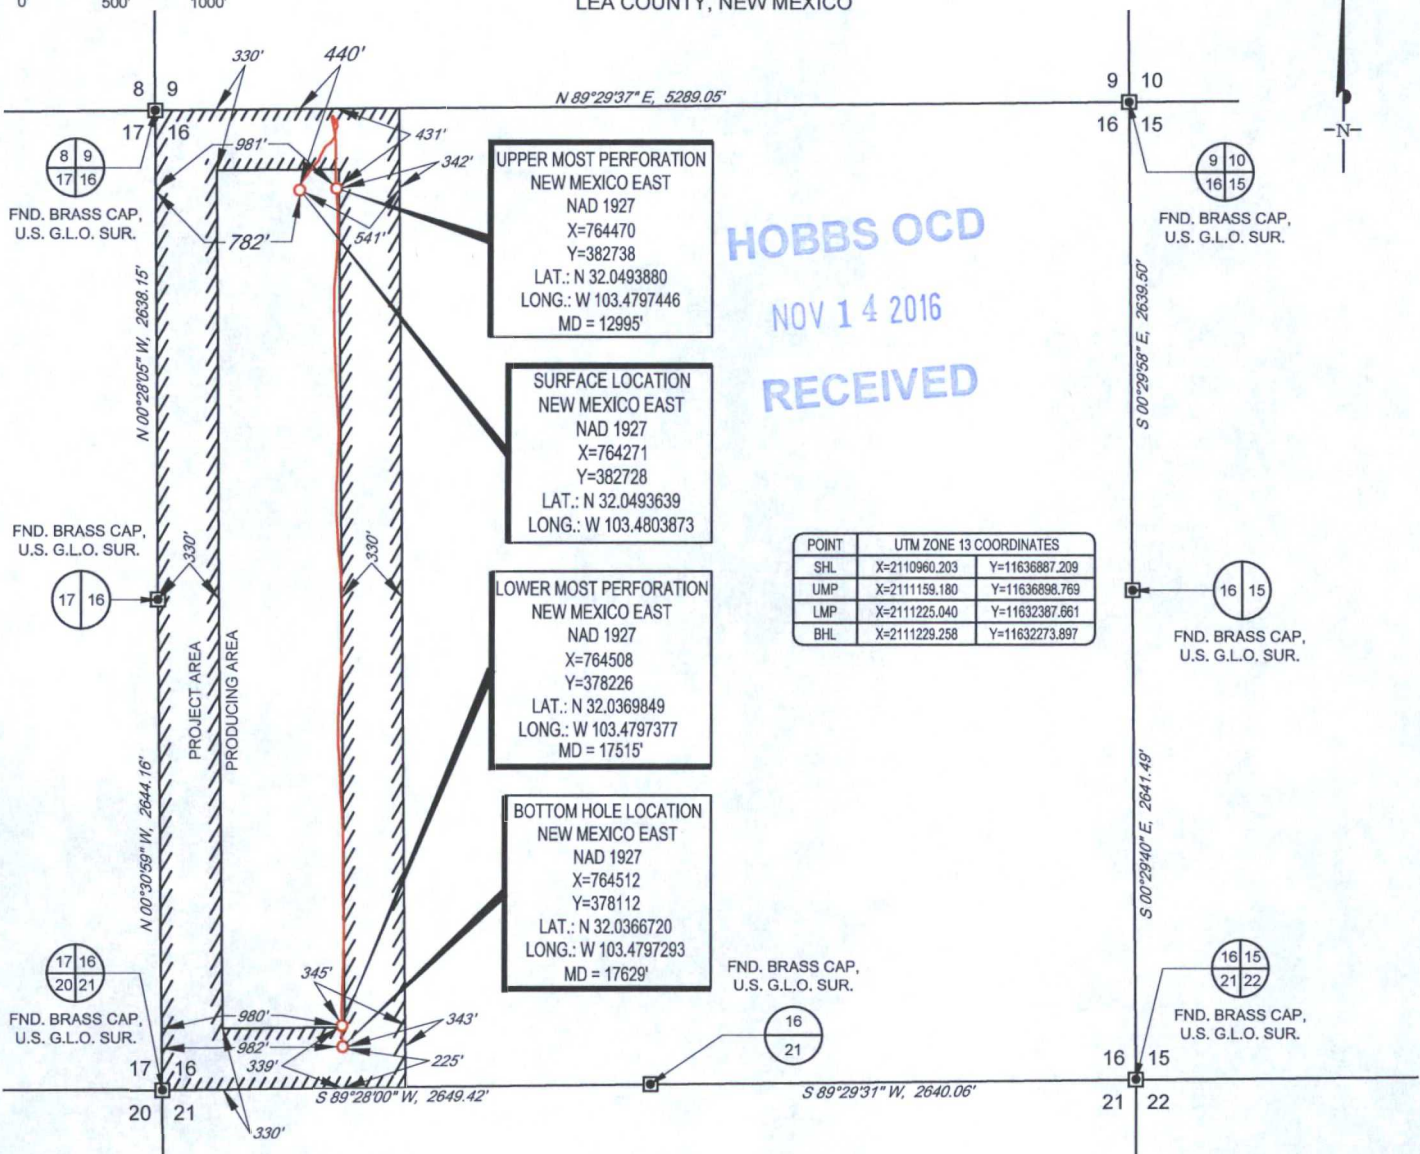 0 500' 1000'
LEA COUNTY, NEW MEXICO
330'
440'
8 9
17 16
N 89°29'37" E, 5289.05'
9 10
16 15
-N-
8 9
17 16
FND. BRASS CAP,
U.S. G.L.O. SUR.
981'
431'
342'
782'
541'
UPPER MOST PERFORATION
NEW MEXICO EAST
NAD 1927
X=764470
Y=382738
LAT.: N 32.0493880
LONG.: W 103.4797446
MD = 12995'
HOBBS OCD
NOV 14 2016
RECEIVED
9 10
16 15
FND. BRASS CAP,
U.S. G.L.O. SUR.
N 00°28'05" W, 2638.15'
S 00°29'58" E, 2639.50'
SURFACE LOCATION
NEW MEXICO EAST
NAD 1927
X=764271
Y=382728
LAT.: N 32.0493639
LONG.: W 103.4803873
FND. BRASS CAP,
U.S. G.L.O. SUR.
17 16
330'
330'
POINT UTM ZONE 13 COORDINATES
SHL X=2110960.203 Y=11636887.209
UMP X=2111159.180 Y=11636898.769
LMP X=2111225.040 Y=11632387.661
BHL X=2111229.258 Y=11632273.897
16 15
FND. BRASS CAP,
U.S. G.L.O. SUR.
LOWER MOST PERFORATION
NEW MEXICO EAST
NAD 1927
X=764508
Y=378226
LAT.: N 32.0369849
LONG.: W 103.4797377
MD = 17515'
PROJECT AREA
PRODUCING AREA
N 00°30'59" W, 2644.16'
S 00°29'40" E, 2641.49'
BOTTOM HOLE LOCATION
NEW MEXICO EAST
NAD 1927
X=764512
Y=378112
LAT.: N 32.0366720
LONG.: W 103.4797293
MD = 17629'
17 16
20 21
FND. BRASS CAP,
U.S. G.L.O. SUR.
345'
980'
982'
343'
339'
225'
FND. BRASS CAP,
U.S. G.L.O. SUR.
16
21
16 15
21 22
FND. BRASS CAP,
U.S. G.L.O. SUR.
17 16
20 21
S 89°28'00" W, 2649.42'
S 89°29'31" W, 2640.06'
16 15
21 22
330'